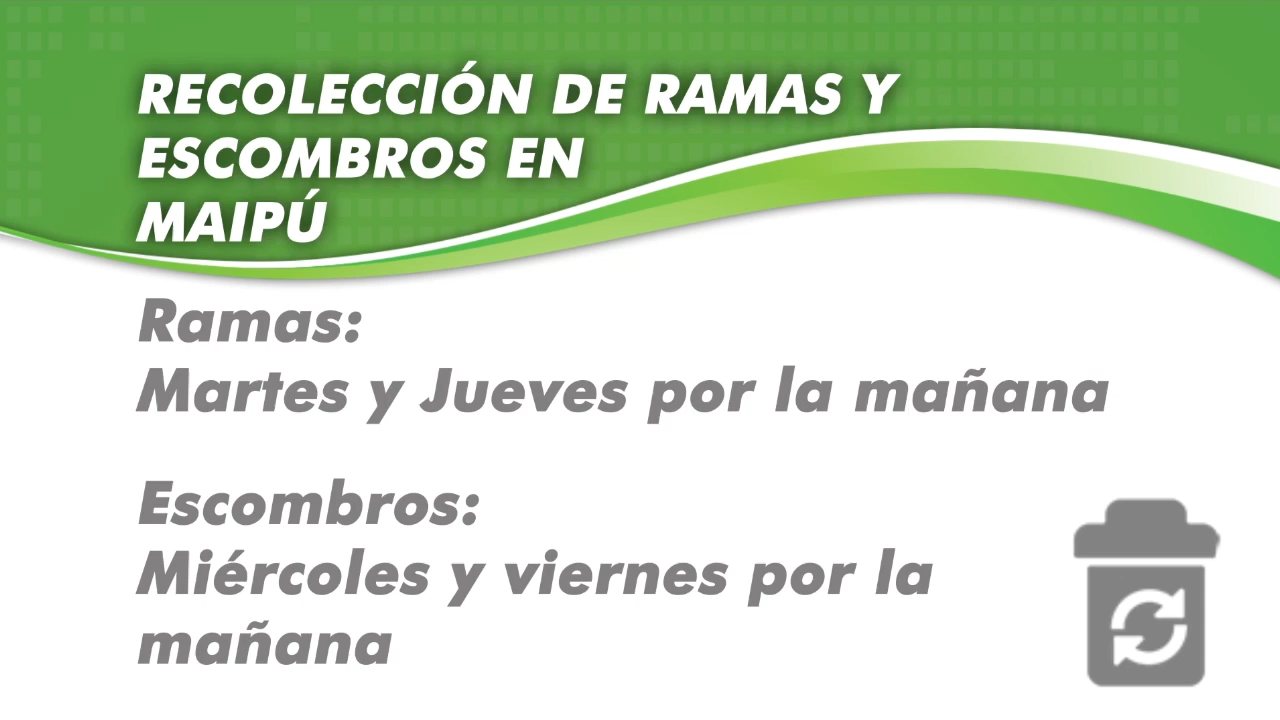 RECOLECCIÓN DE RAMAS Y
ESCOMBROS EN
MAIPÚ
Ramas:
Martes y Jueves por la mañana
Escombros:
Miércoles y viernes por la
mañana